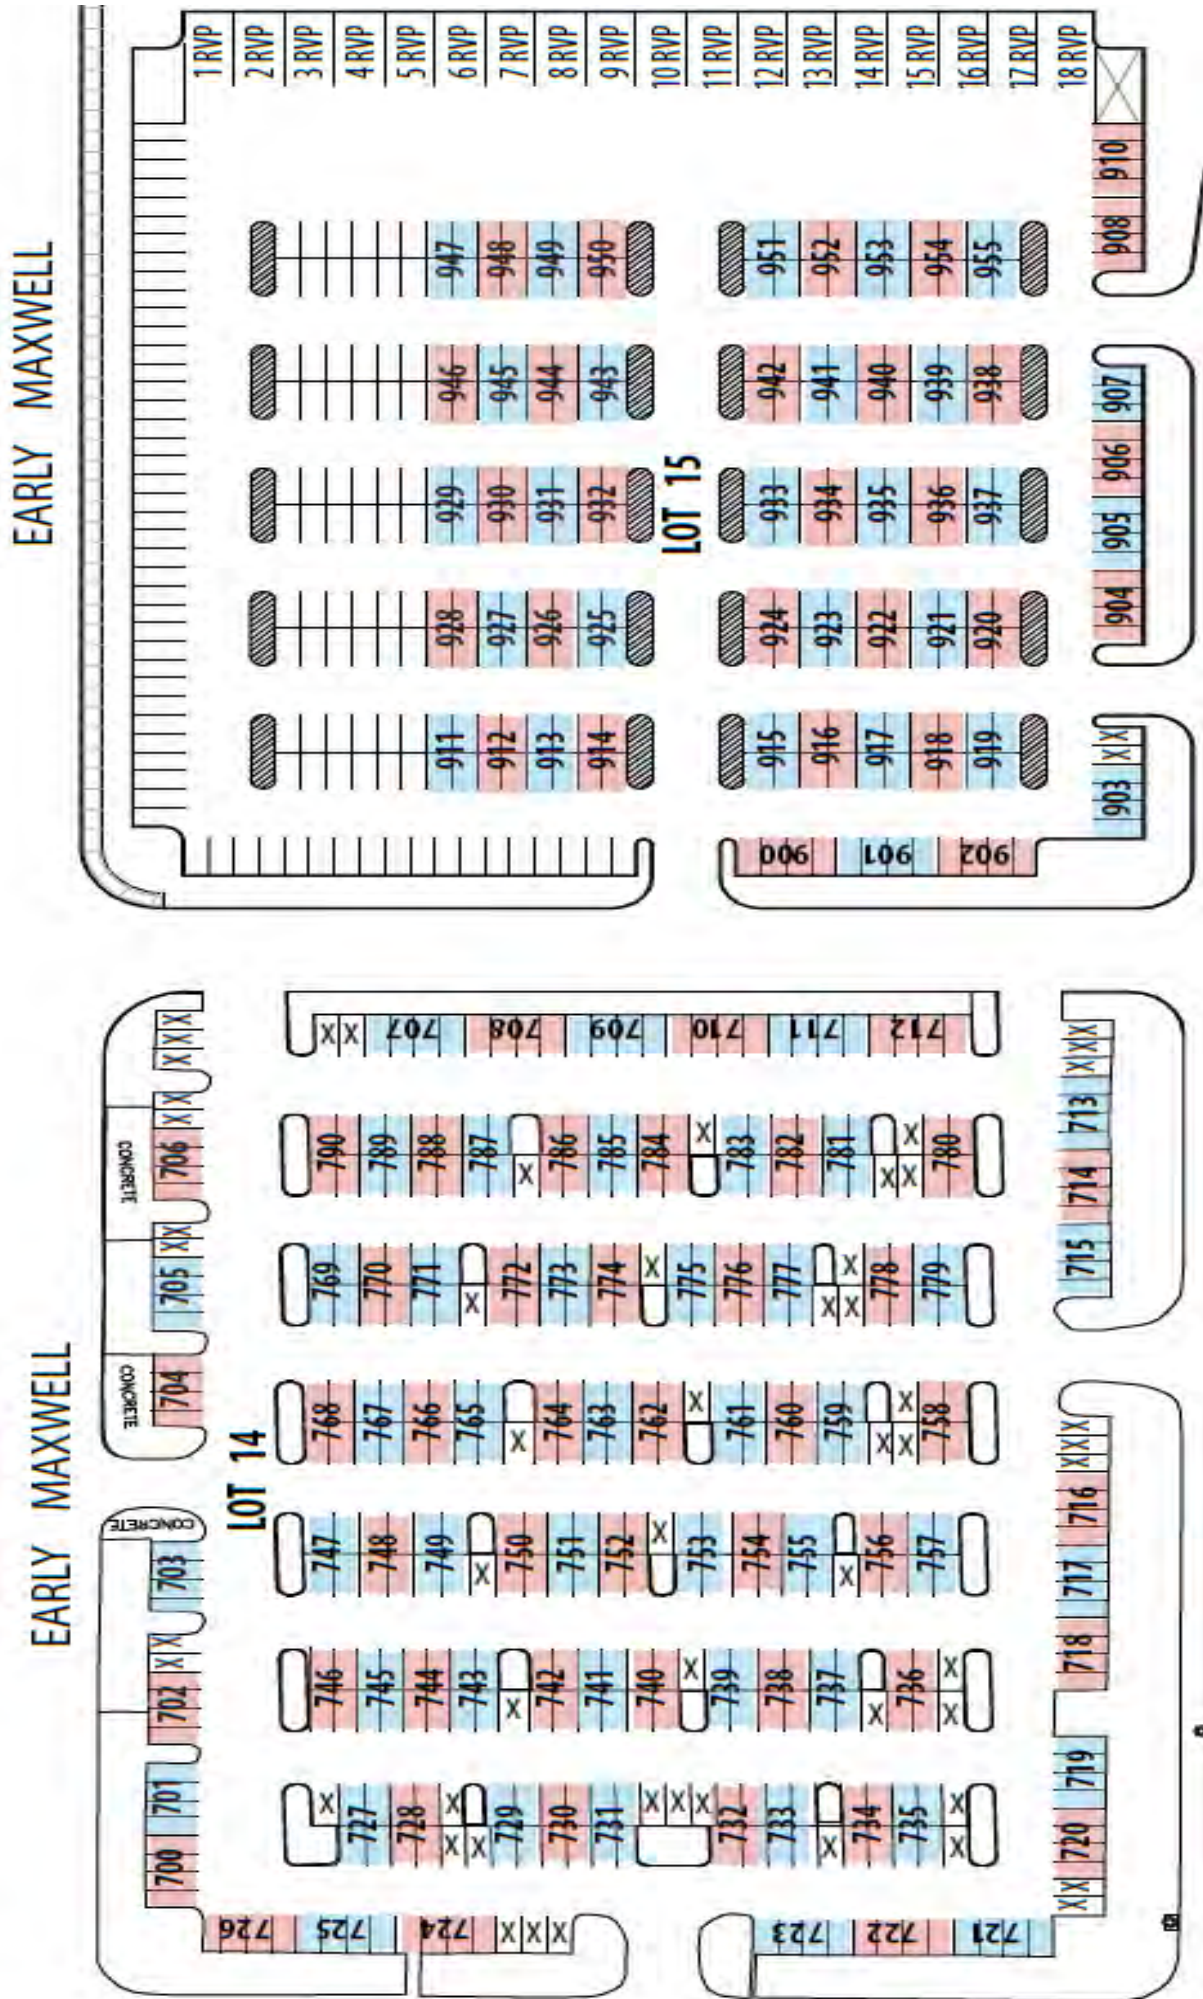 EARLY MAXWELL
1 RVP
2 RVP
3 RVP
4 RVP
5 RVP
6 RVP
7 RVP
8 RVP
9 RVP
10 RVP
11 RVP
12 RVP
13 RVP
14 RVP
15 RVP
16 RVP
17 RVP
18 RVP
910
908
947
948
949
950
951
952
953
954
955
946
945
944
943
942
941
940
939
938
907
906
905
904
LOT 15
929
930
931
932
933
934
935
936
937
928
927
926
925
924
923
922
921
920
911
912
913
914
915
916
917
918
919
X X
903
900
901
902
EARLY MAXWELL
X X X
X X
706
CONCRETE
X X
705
704
CONCRETE
X X
707
708
709
710
711
712
X X X
713
714
715
790
789
788
787
X
786
785
784
X
783
782
781
X
X X
780
769
770
771
X
772
773
774
X
775
776
777
X
X X
778
779
LOT 14
768
767
766
765
X
764
763
762
X
761
760
759
X
X X
758
CONCRETE
703
X X
702
701
700
747
748
749
X
750
751
752
X
753
754
755
X
756
757
X X X
716
717
718
719
720
X X
746
745
744
743
X
742
741
740
X
739
738
737
X
736
X
X
X
727
728
X
X X
729
730
731
X X X
732
733
X
734
735
X
X
726
725
724
X X X
723
722
721